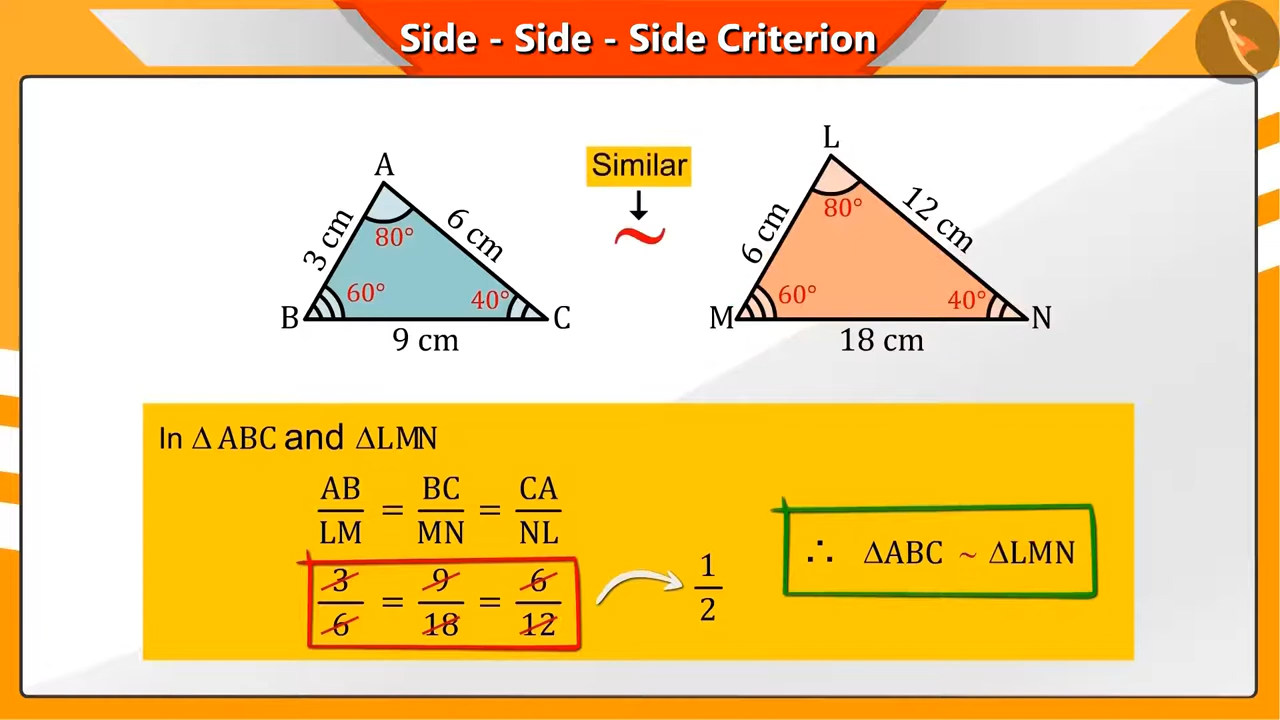 Side - Side - Side Criterion
A
3 cm
6 cm
80°
60°
40°
B
C
9 cm
Similar
~
L
6 cm
12 cm
80°
60°
40°
M
N
18 cm
In Δ ABC and ΔLMN
AB/LM = BC/MN = CA/NL
3/6 = 9/18 = 6/12
1/2
∴ ΔABC ~ ΔLMN